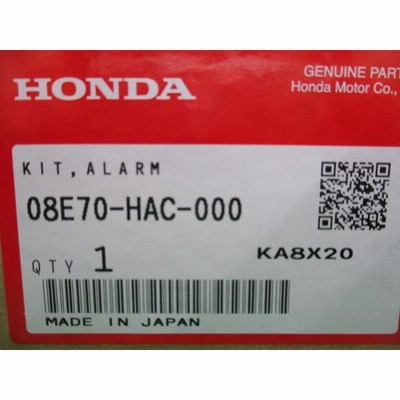 HONDA
GENUINE PART
Honda Motor Co.,
KIT, ALARM
08E70-HAC-000
QTY 1
KA8X20
MADE IN JAPAN